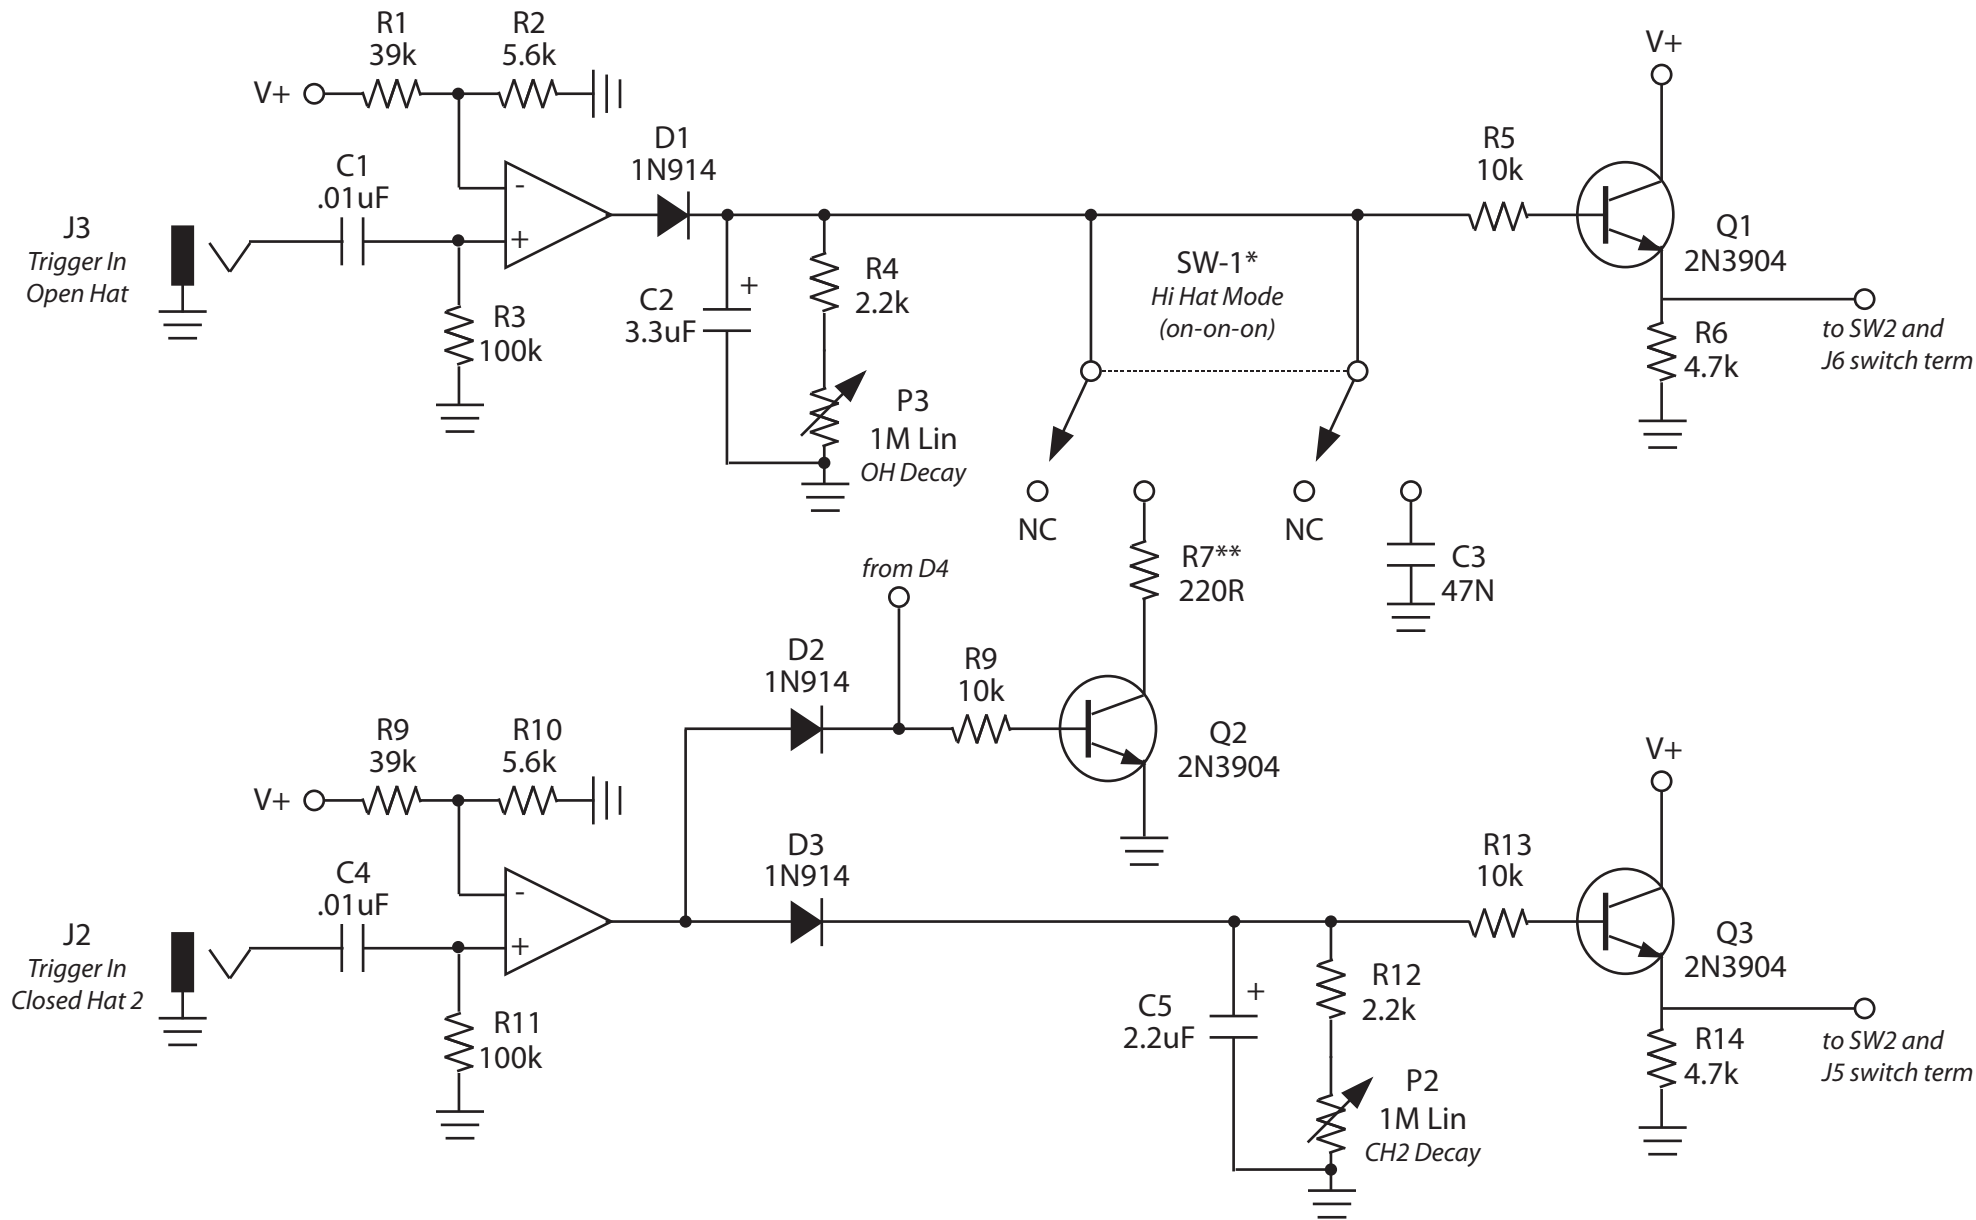 R1
39k
R2
5.6k
V+
V+
D1
1N914
R5
10k
C1
.01uF
-
+
J3
Trigger In
Open Hat
Q1
2N3904
SW-1*
Hi Hat Mode
(on-on-on)
R4
2.2k
+
C2
3.3uF
R3
100k
to SW2 and
J6 switch term
R6
4.7k
P3
1M Lin
OH Decay
NC
NC
R7**
220R
C3
47N
from D4
D2
1N914
R9
10k
R9
39k
R10
5.6k
Q2
2N3904
V+
V+
D3
1N914
R13
10k
C4
.01uF
-
+
J2
Trigger In
Closed Hat 2
Q3
2N3904
R12
2.2k
+
C5
2.2uF
R11
100k
to SW2 and
J5 switch term
R14
4.7k
P2
1M Lin
CH2 Decay